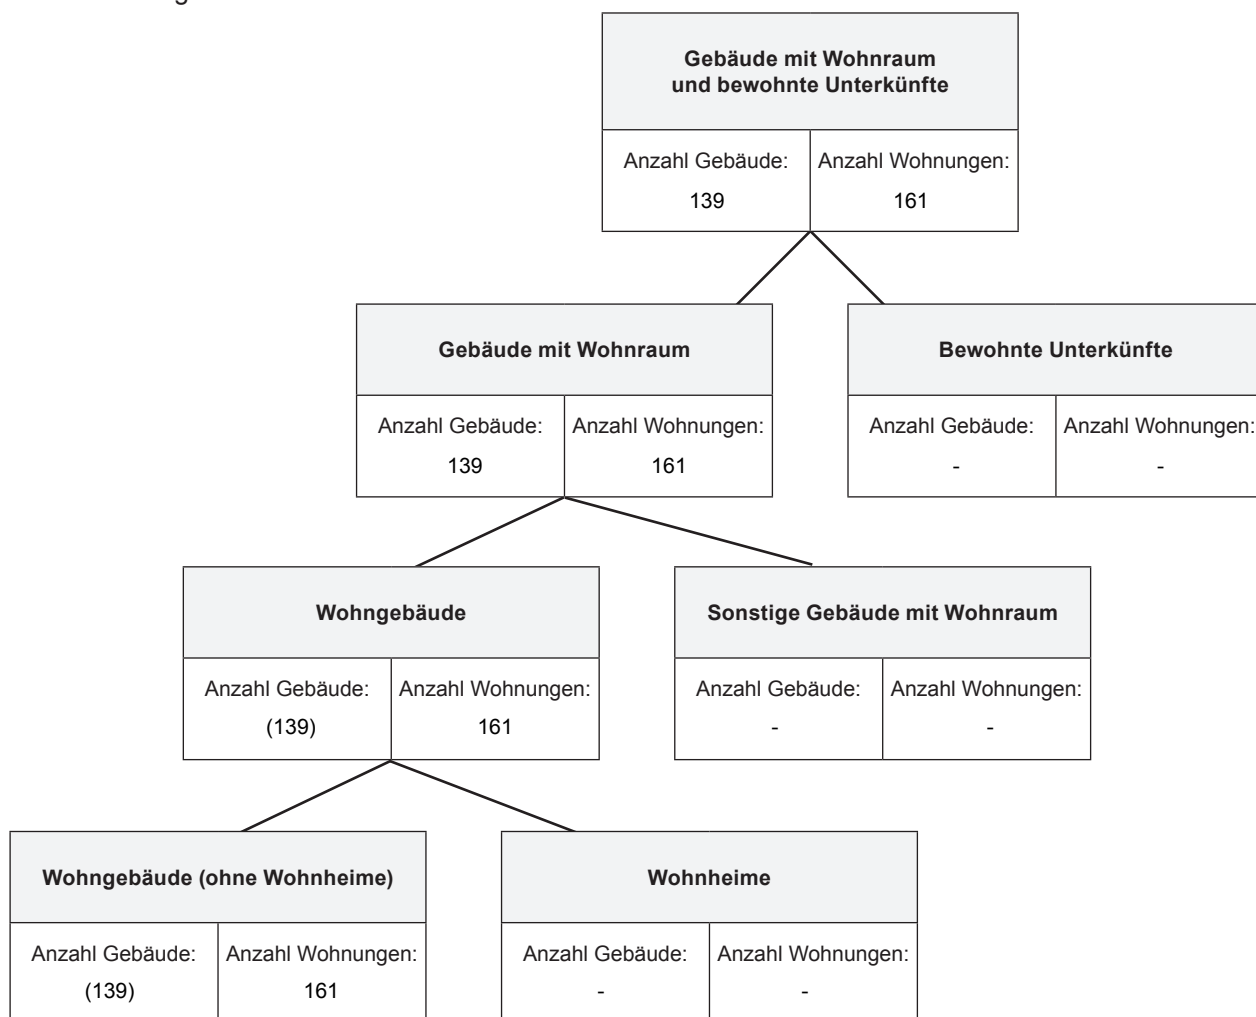 Gebäude mit Wohnraum
und bewohnte Unterkünfte
Anzahl Gebäude: Anzahl Wohnungen:
139 161
Gebäude mit Wohnraum Bewohnte Unterkünfte
Anzahl Gebäude: Anzahl Wohnungen: Anzahl Gebäude: Anzahl Wohnungen:
139 161 - -
Wohngebäude Sonstige Gebäude mit Wohnraum
Anzahl Gebäude: Anzahl Wohnungen: Anzahl Gebäude: Anzahl Wohnungen:
(139) 161 - -
Wohngebäude (ohne Wohnheime) Wohnheime
Anzahl Gebäude: Anzahl Wohnungen: Anzahl Gebäude: Anzahl Wohnungen:
(139) 161 - -